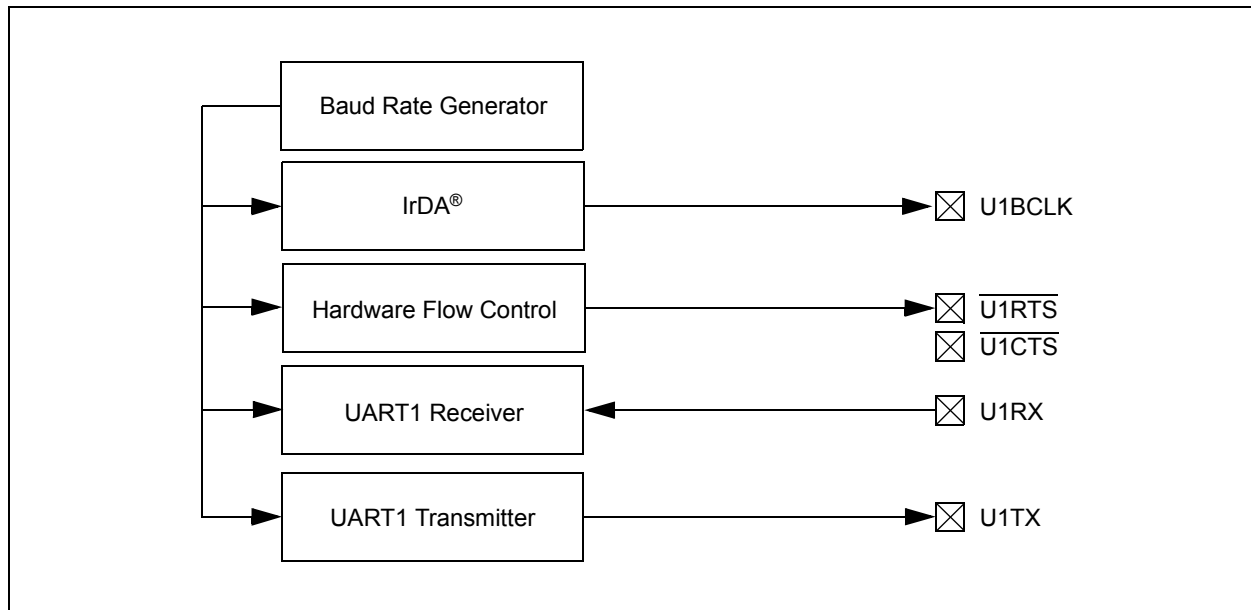 Baud Rate Generator
IrDA®
U1BCLK
Hardware Flow Control
U1RTS
U1CTS
UART1 Receiver
U1RX
UART1 Transmitter
U1TX